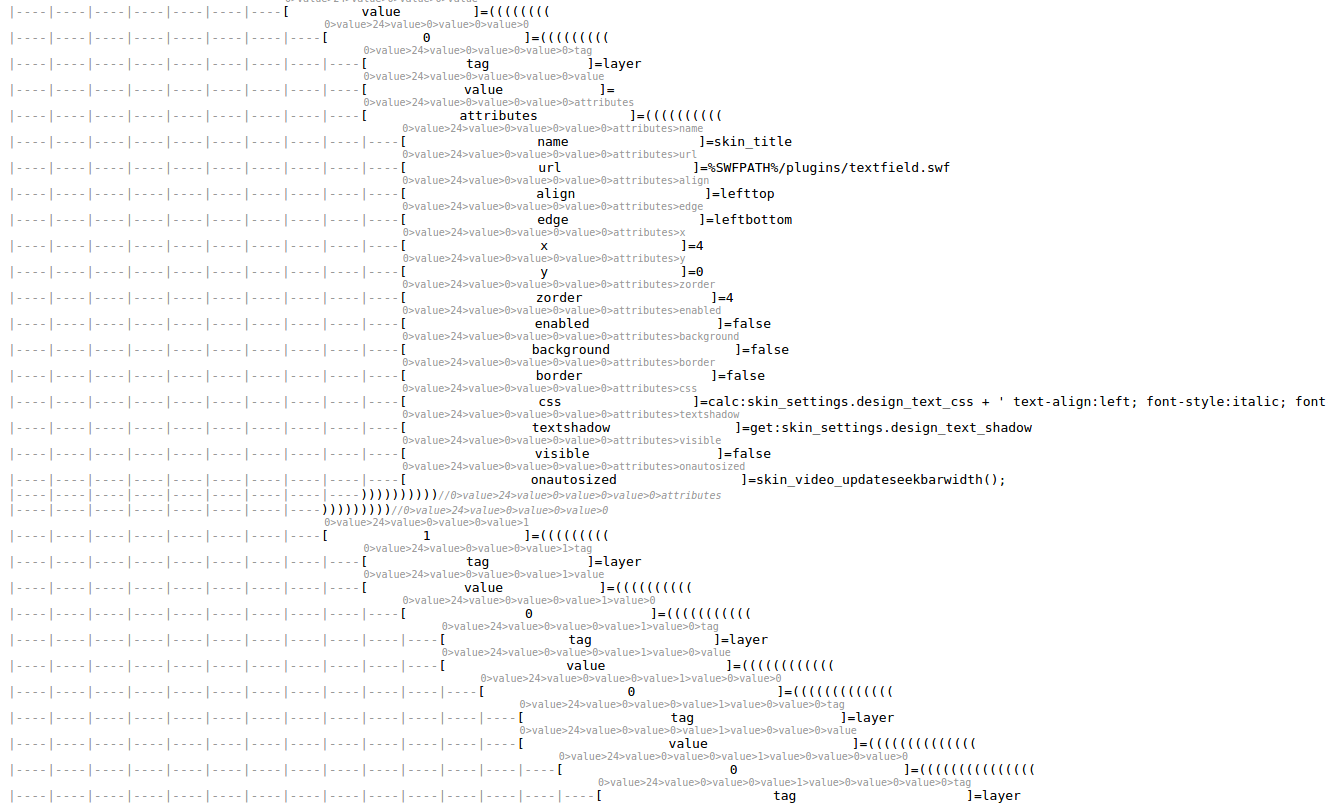 |----|----|----|----|----|----|----[ value ]=((((((((
0>value>24>value>0>value>0>value>0
|----|----|----|----|----|----|----|----[ 0 ]=(((((((((
0>value>24>value>0>value>0>value>0>tag
|----|----|----|----|----|----|----|----|----[ tag ]=layer
0>value>24>value>0>value>0>value>0>value
|----|----|----|----|----|----|----|----|----[ value ]=
0>value>24>value>0>value>0>value>0>attributes
|----|----|----|----|----|----|----|----|----[ attributes ]=((((((((((
0>value>24>value>0>value>0>value>0>attributes>name
|----|----|----|----|----|----|----|----|----|----[ name ]=skin_title
0>value>24>value>0>value>0>value>0>attributes>url
|----|----|----|----|----|----|----|----|----|----[ url ]=%SWFPATH%/plugins/textfield.swf
0>value>24>value>0>value>0>value>0>attributes>align
|----|----|----|----|----|----|----|----|----|----[ align ]=lefttop
0>value>24>value>0>value>0>value>0>attributes>edge
|----|----|----|----|----|----|----|----|----|----[ edge ]=leftbottom
0>value>24>value>0>value>0>value>0>attributes>x
|----|----|----|----|----|----|----|----|----|----[ x ]=4
0>value>24>value>0>value>0>value>0>attributes>y
|----|----|----|----|----|----|----|----|----|----[ y ]=0
0>value>24>value>0>value>0>value>0>attributes>zorder
|----|----|----|----|----|----|----|----|----|----[ zorder ]=4
0>value>24>value>0>value>0>value>0>attributes>enabled
|----|----|----|----|----|----|----|----|----|----[ enabled ]=false
0>value>24>value>0>value>0>value>0>attributes>background
|----|----|----|----|----|----|----|----|----|----[ background ]=false
0>value>24>value>0>value>0>value>0>attributes>border
|----|----|----|----|----|----|----|----|----|----[ border ]=false
0>value>24>value>0>value>0>value>0>attributes>css
|----|----|----|----|----|----|----|----|----|----[ css ]=calc:skin_settings.design_text_css + ' text-align:left; font-style:italic; font
0>value>24>value>0>value>0>value>0>attributes>textshadow
|----|----|----|----|----|----|----|----|----|----[ textshadow ]=get:skin_settings.design_text_shadow
0>value>24>value>0>value>0>value>0>attributes>visible
|----|----|----|----|----|----|----|----|----|----[ visible ]=false
0>value>24>value>0>value>0>value>0>attributes>onautosized
|----|----|----|----|----|----|----|----|----|----[ onautosized ]=skin_video_updateseekbarwidth();
|----|----|----|----|----|----|----|----|----))))))))))//0>value>24>value>0>value>0>value>0>attributes
|----|----|----|----|----|----|----|----)))))))))//0>value>24>value>0>value>0>value>0
0>value>24>value>0>value>0>value>1
|----|----|----|----|----|----|----|----[ 1 ]=(((((((((
0>value>24>value>0>value>0>value>1>tag
|----|----|----|----|----|----|----|----|----[ tag ]=layer
0>value>24>value>0>value>0>value>1>value
|----|----|----|----|----|----|----|----|----[ value ]=((((((((((
0>value>24>value>0>value>0>value>1>value>0
|----|----|----|----|----|----|----|----|----|----[ 0 ]=(((((((((((
0>value>24>value>0>value>0>value>1>value>0>tag
|----|----|----|----|----|----|----|----|----|----|----[ tag ]=layer
0>value>24>value>0>value>0>value>1>value>0>value
|----|----|----|----|----|----|----|----|----|----|----[ value ]=((((((((((((
0>value>24>value>0>value>0>value>1>value>0>value>0
|----|----|----|----|----|----|----|----|----|----|----|----[ 0 ]=(((((((((((((
0>value>24>value>0>value>0>value>1>value>0>value>0>tag
|----|----|----|----|----|----|----|----|----|----|----|----|----[ tag ]=layer
0>value>24>value>0>value>0>value>1>value>0>value>0>value
|----|----|----|----|----|----|----|----|----|----|----|----|----[ value ]=((((((((((((((
0>value>24>value>0>value>0>value>1>value>0>value>0>value>0
|----|----|----|----|----|----|----|----|----|----|----|----|----|----[ 0 ]=(((((((((((((((
0>value>24>value>0>value>0>value>1>value>0>value>0>value>0>tag
|----|----|----|----|----|----|----|----|----|----|----|----|----|----|----[ tag ]=layer